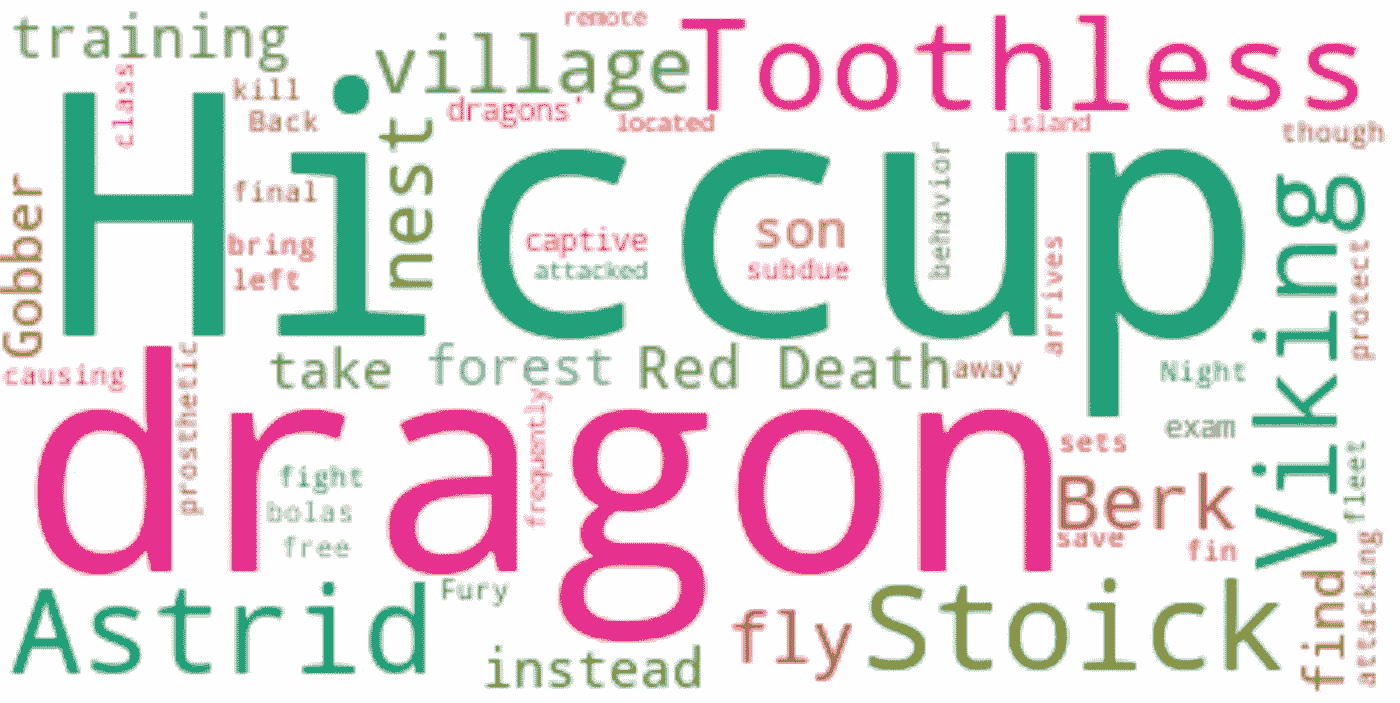 remote
training
village
Toothless
class
kill
Back
dragons'
located
island
though
nest
Hiccup
Gobber
final
bring
left
captive
attacked
son
subdue
behavior
arrives
Viking
protect
causing
prosthetic
take
forest
Red Death
away
Night
dragon
frequently
exam
sets
fight
bolas
free
Berk
save
fin
fleet
attacking
find
Astrid
Fury
instead
fly
Stoick